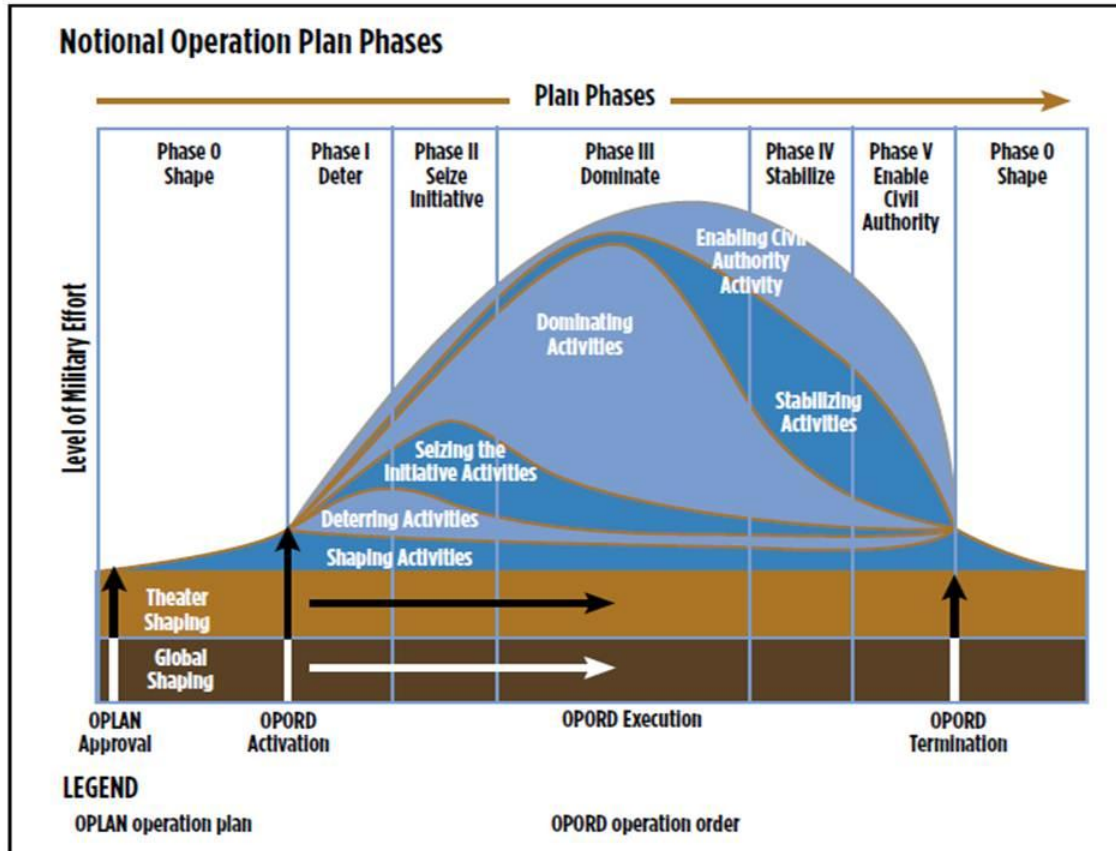 Notional Operation Plan Phases
Plan Phases
Phase 0
Shape
Phase I
Deter
Phase II
Seize
Initiative
Phase III
Dominate
Phase IV
Stabilize
Phase V
Enable
Civil
Authority
Phase 0
Shape
Level of Military Effort
Enabling Civil
Authority
Activity
Dominating
Activities
Stabilizing
Activities
Seizing the
Initiative Activities
Deterring Activities
Shaping Activities
Theater
Shaping
Global
Shaping
OPLAN
Approval
OPORD
Activation
OPORD Execution
OPORD
Termination
LEGEND
OPLAN operation plan
OPORD operation order